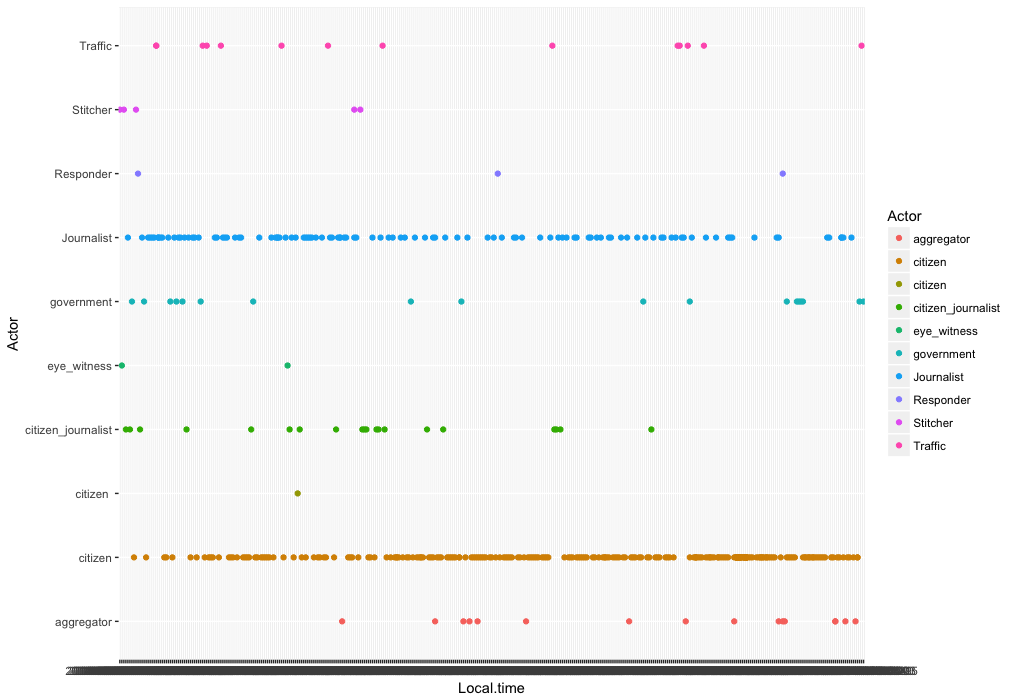 Traffic
Stitcher
Responder
Journalist
government
eye_witness
citizen_journalist
citizen
citizen
aggregator
Actor
Local.time
Actor
aggregator
citizen
citizen
citizen_journalist
eye_witness
government
Journalist
Responder
Stitcher
Traffic